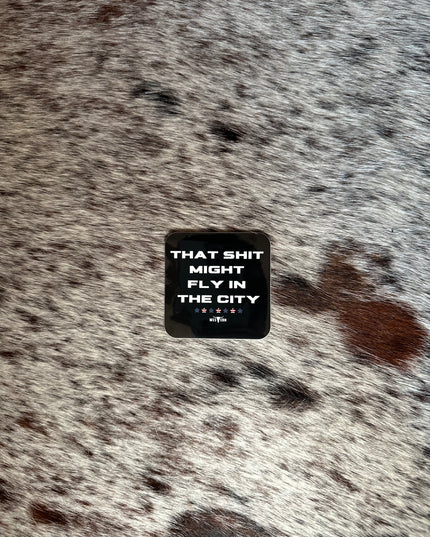 THAT SHIT
MIGHT
FLY IN
THE CITY